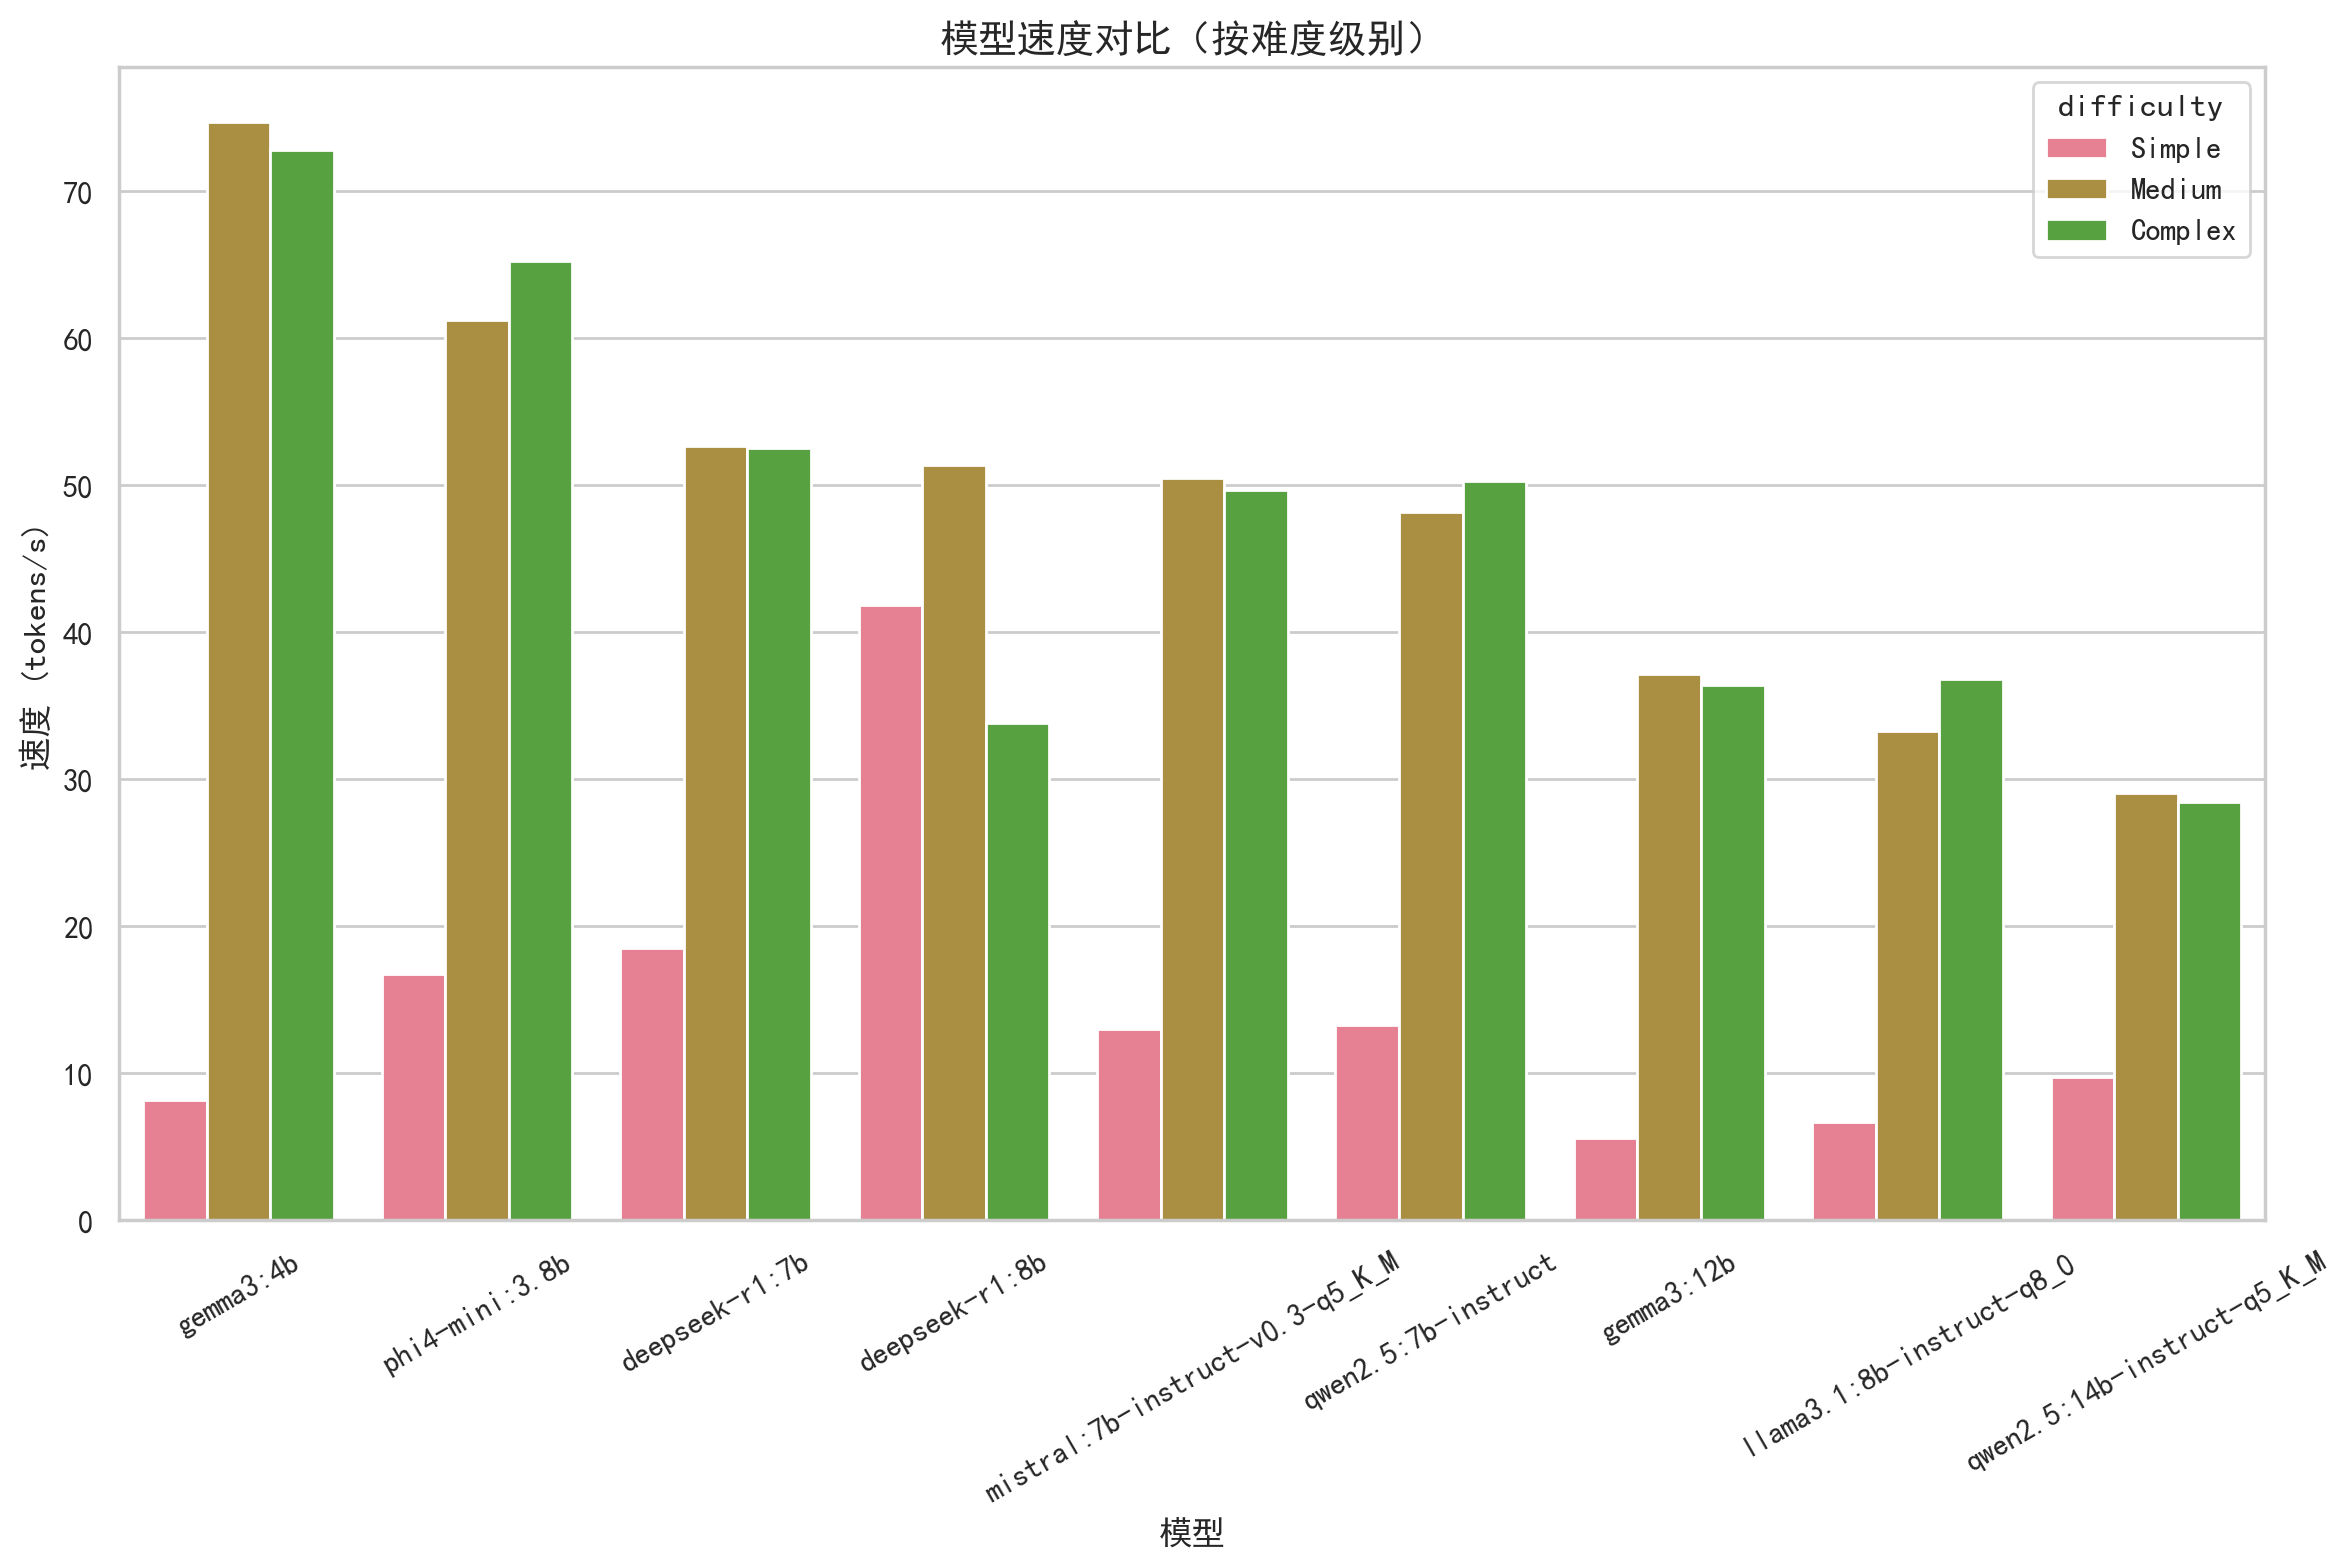 模型速度对比（按难度级别）
difficulty
Simple
Medium
Complex
速度 (tokens/s)
70
60
50
40
30
20
10
0
gemma3:4b
phi4-mini:3.8b
deepseek-r1:7b
deepseek-r1:8b
mistral:7b-instruct-v0.3-q5_K_M
qwen2.5:7b-instruct
gemma3:12b
llama3.1:8b-instruct-q8_0
qwen2.5:14b-instruct-q5_K_M
模型